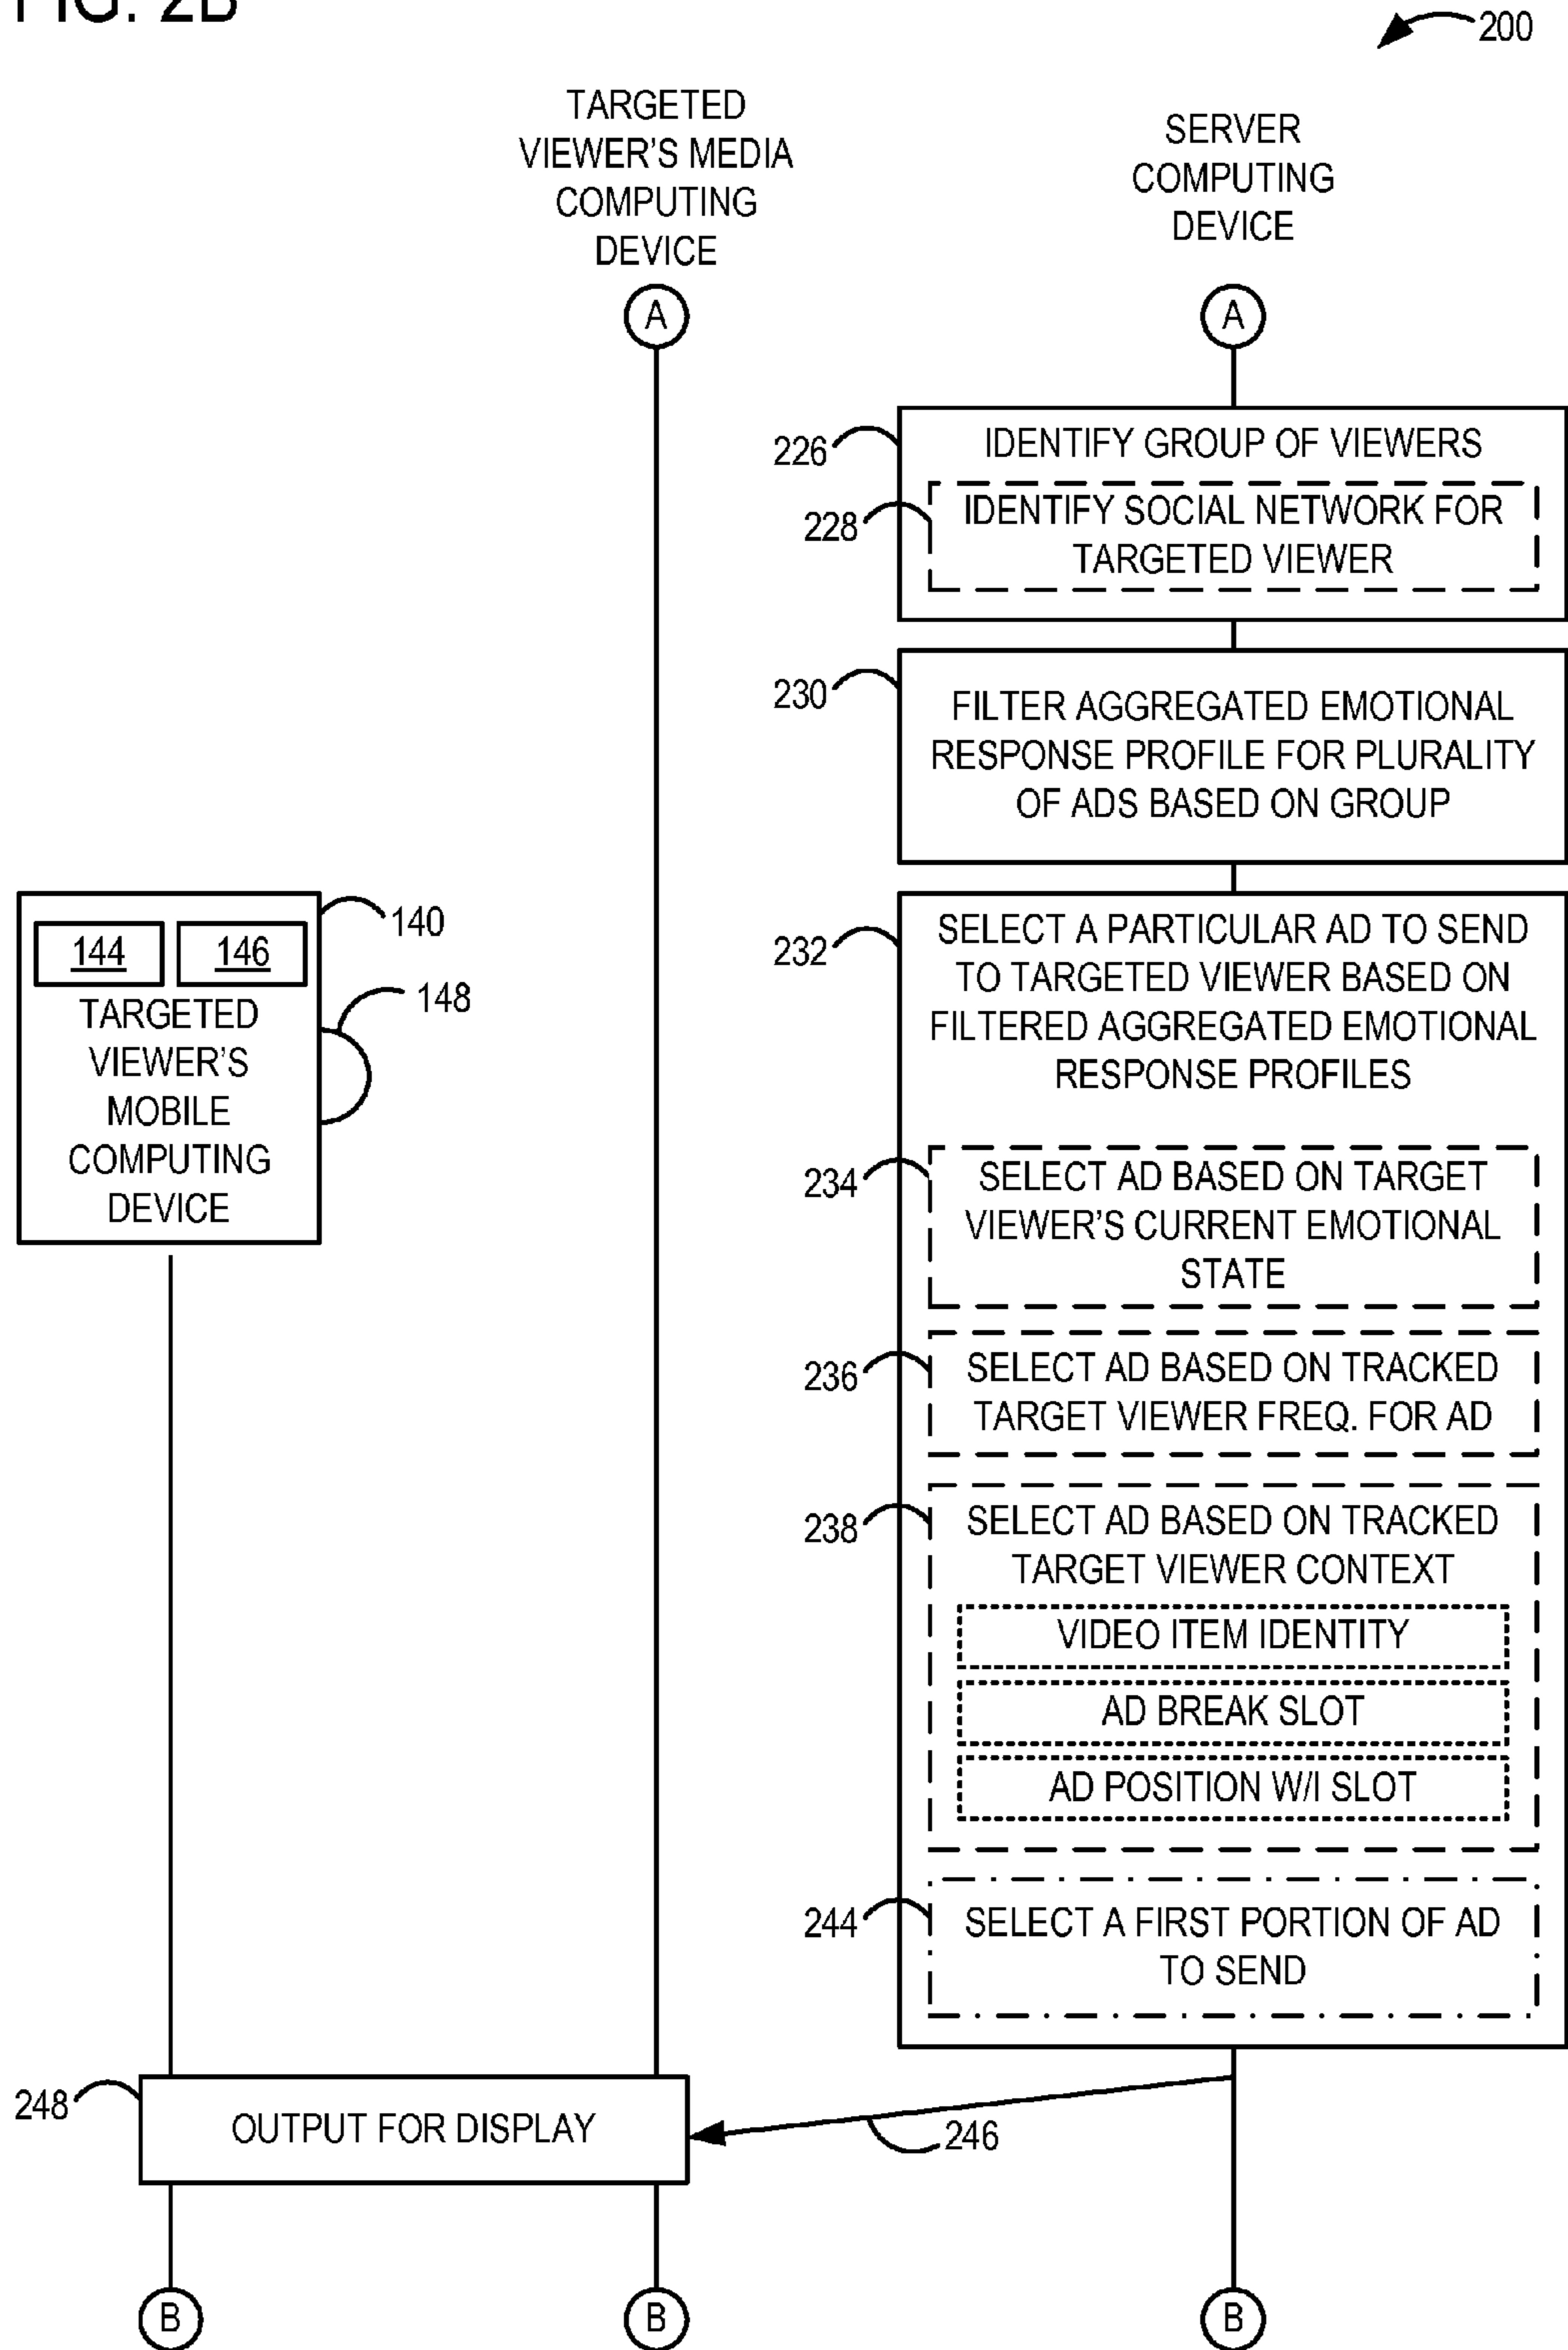 FIG. 2B
200
TARGETED
VIEWER'S MEDIA
COMPUTING
DEVICE
SERVER
COMPUTING
DEVICE
A
A
226
IDENTIFY GROUP OF VIEWERS
228
IDENTIFY SOCIAL NETWORK FOR
TARGETED VIEWER
230
FILTER AGGREGATED EMOTIONAL
RESPONSE PROFILE FOR PLURALITY
OF ADS BASED ON GROUP
140
144
146
148
TARGETED
VIEWER'S
MOBILE
COMPUTING
DEVICE
232
SELECT A PARTICULAR AD TO SEND
TO TARGETED VIEWER BASED ON
FILTERED AGGREGATED EMOTIONAL
RESPONSE PROFILES
234
SELECT AD BASED ON TARGET
VIEWER'S CURRENT EMOTIONAL
STATE
236
SELECT AD BASED ON TRACKED
TARGET VIEWER FREQ. FOR AD
238
SELECT AD BASED ON TRACKED
TARGET VIEWER CONTEXT
VIDEO ITEM IDENTITY
AD BREAK SLOT
AD POSITION W/I SLOT
244
SELECT A FIRST PORTION OF AD
TO SEND
248
OUTPUT FOR DISPLAY
246
B
B
B